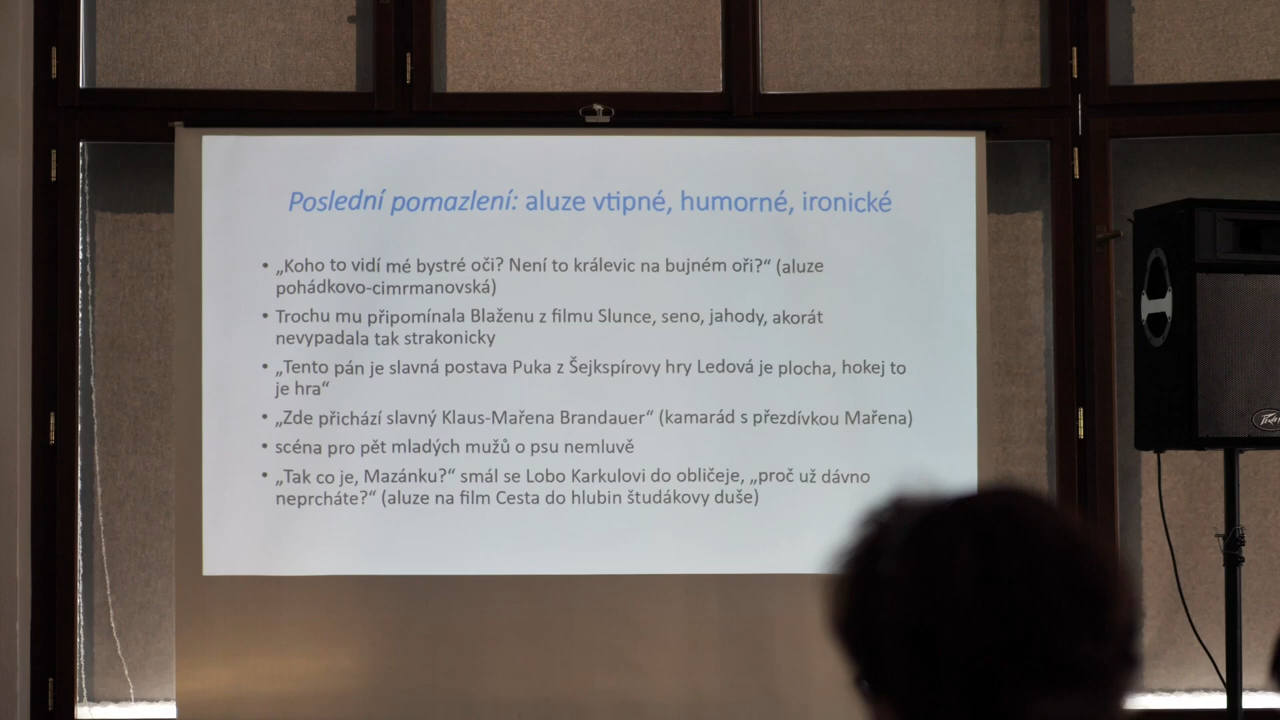 Poslední pomazlení: aluze vtipné, humorné, ironické
• „Koho to vidí mé bystré oči? Není to králevic na bujném oři?“ (aluze
pohádkovo-cimrmanovská)
• Trochu mu připomínala Blaženu z filmu Slunce, seno, jahody, akorát
nevypadala tak strakonicky
• „Tento pán je slavná postava Puka z Šejkspírovy hry Ledová je plocha, hokej to
je hra“
• „Zde přichází slavný Klaus-Mařena Brandauer“ (kamarád s přezdívkou Mařena)
• scéna pro pět mladých mužů o psu nemluvě
• „Tak co je, Mazánku?“ smál se Lobo Karkulovi do obličeje, „proč už dávno
neprcháte?“ (aluze na film Cesta do hlubin študákovy duše)